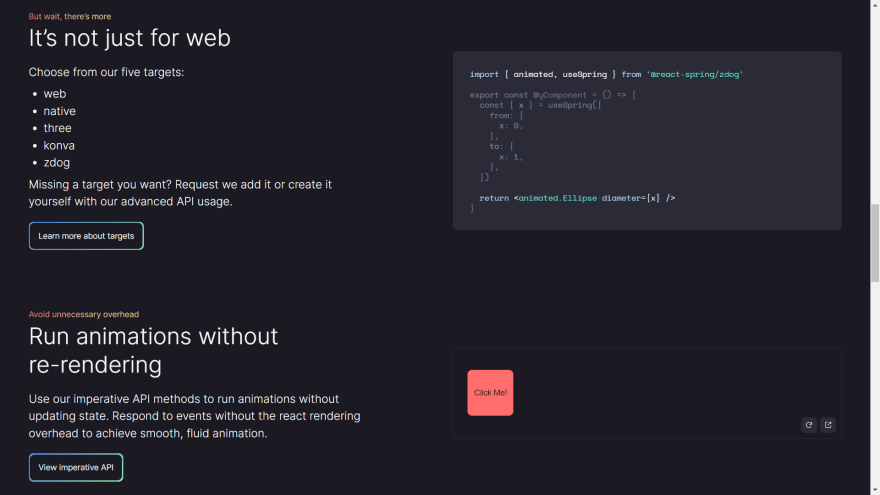 But wait, there's more
It's not just for web
Choose from our five targets:
• web
• native
• three
• konva
• zdog
Missing a target you want? Request we add it or create it
yourself with our advanced API usage.
Learn more about targets
import { animated, useSpring } from '@react-spring/zdog'
export const MyComponent = () => {
const { x } = useSpring({
from: {
x: 0,
},
to: {
x: 1,
},
})
return <animated.Ellipse diameter={x} />
}
Avoid unnecessary overhead
Run animations without
re-rendering
Use our imperative API methods to run animations without
updating state. Respond to events without the react rendering
overhead to achieve smooth, fluid animation.
View imperative API
Click Me!